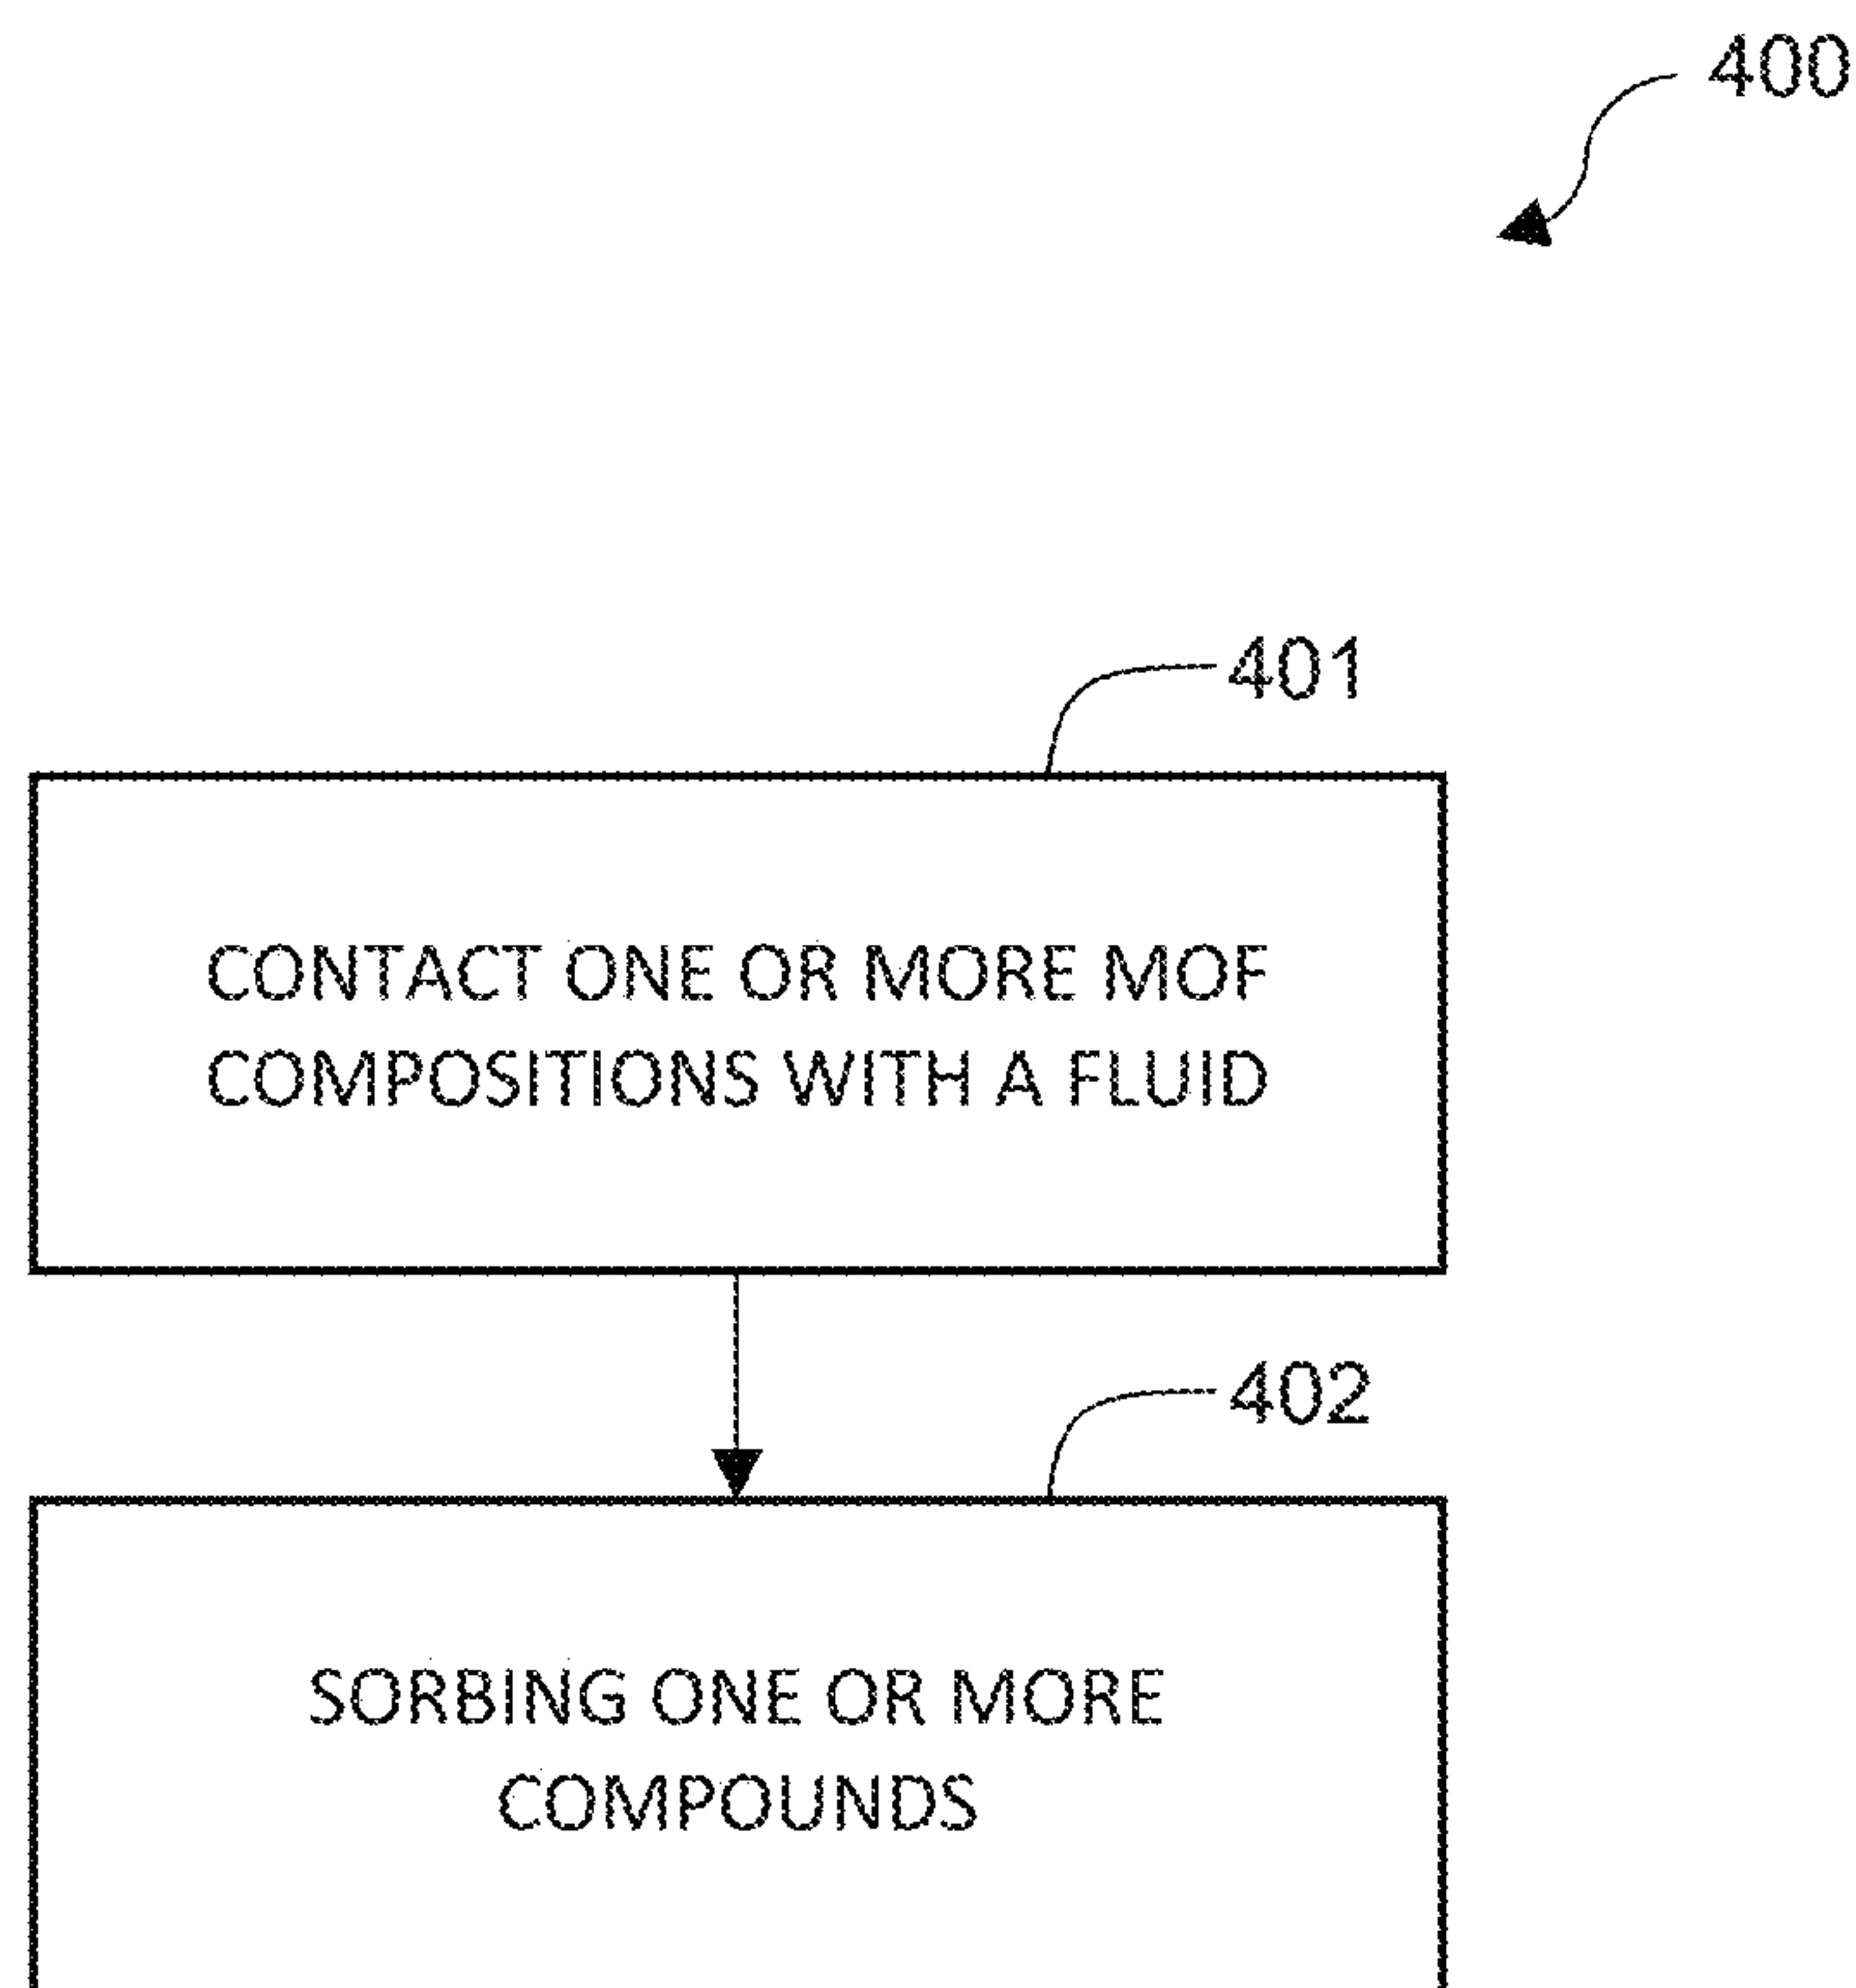 400
401
CONTACT ONE OR MORE MOF
COMPOSITIONS WITH A FLUID
402
SORBING ONE OR MORE
COMPOUNDS